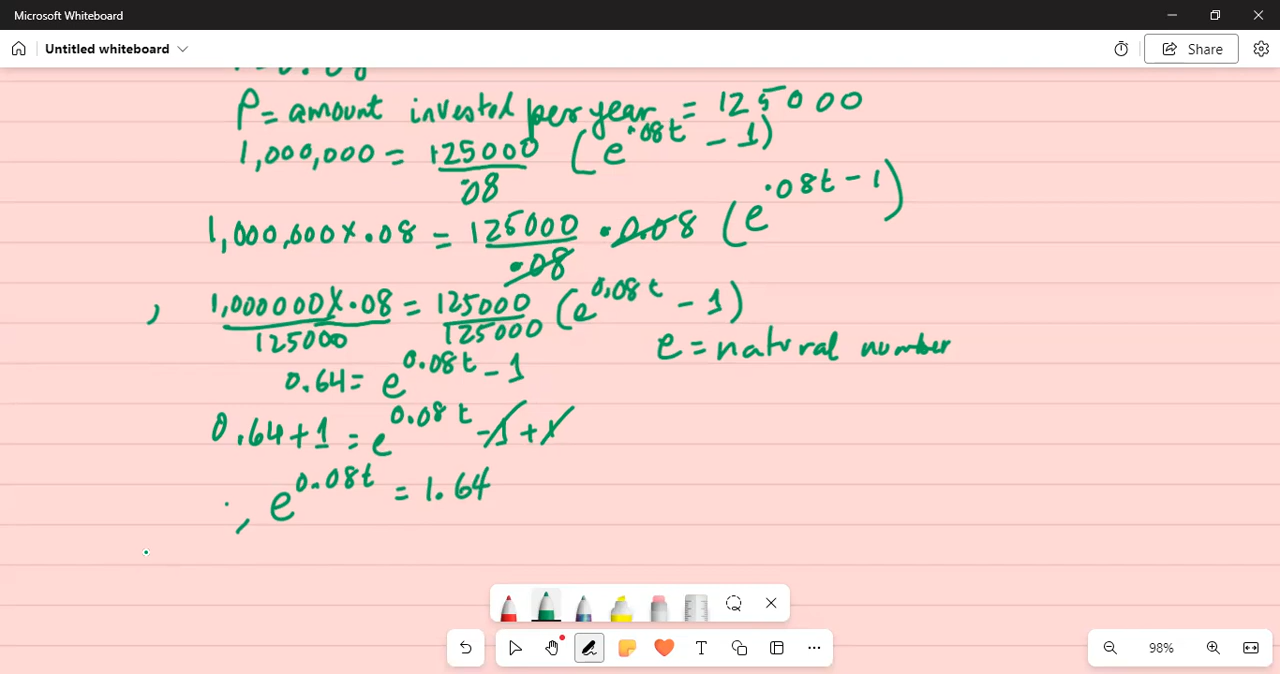 Microsoft Whiteboard
Untitled whiteboard
Share
P = amount invested per year = 125000
1,000,000 = 125000/.08 (e^.08t - 1)
1,000,000 x .08 = 125000/.08 . 0.08 (e^.08t - 1)
, 1,000000 x .08/125000 = 125000/125000 (e^0.08t - 1)
e = natural number
0.64 = e^0.08t - 1
0.64 + 1 = e^0.08t - 1 + 1
e^0.08t = 1.64
98%